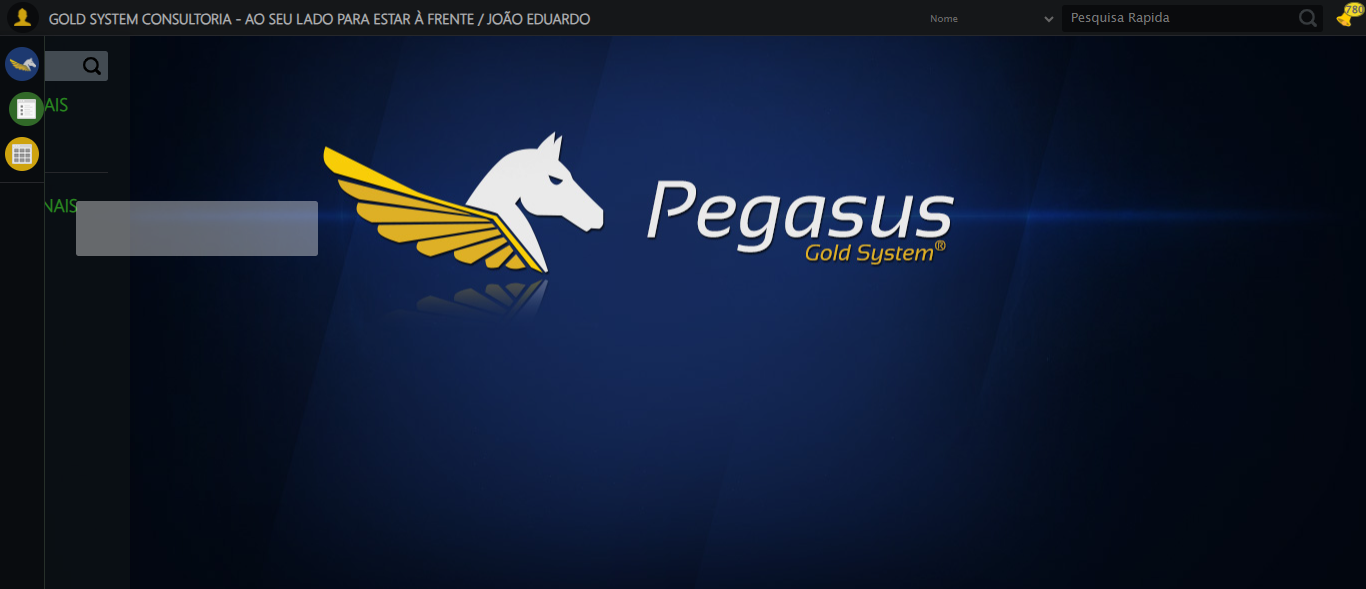 GOLD SYSTEM CONSULTORIA - AO SEU LADO PARA ESTAR À FRENTE / JOÃO EDUARDO
Nome
Pesquisa Rapida
780
AIS
NAIS
Pegasus
Gold System®